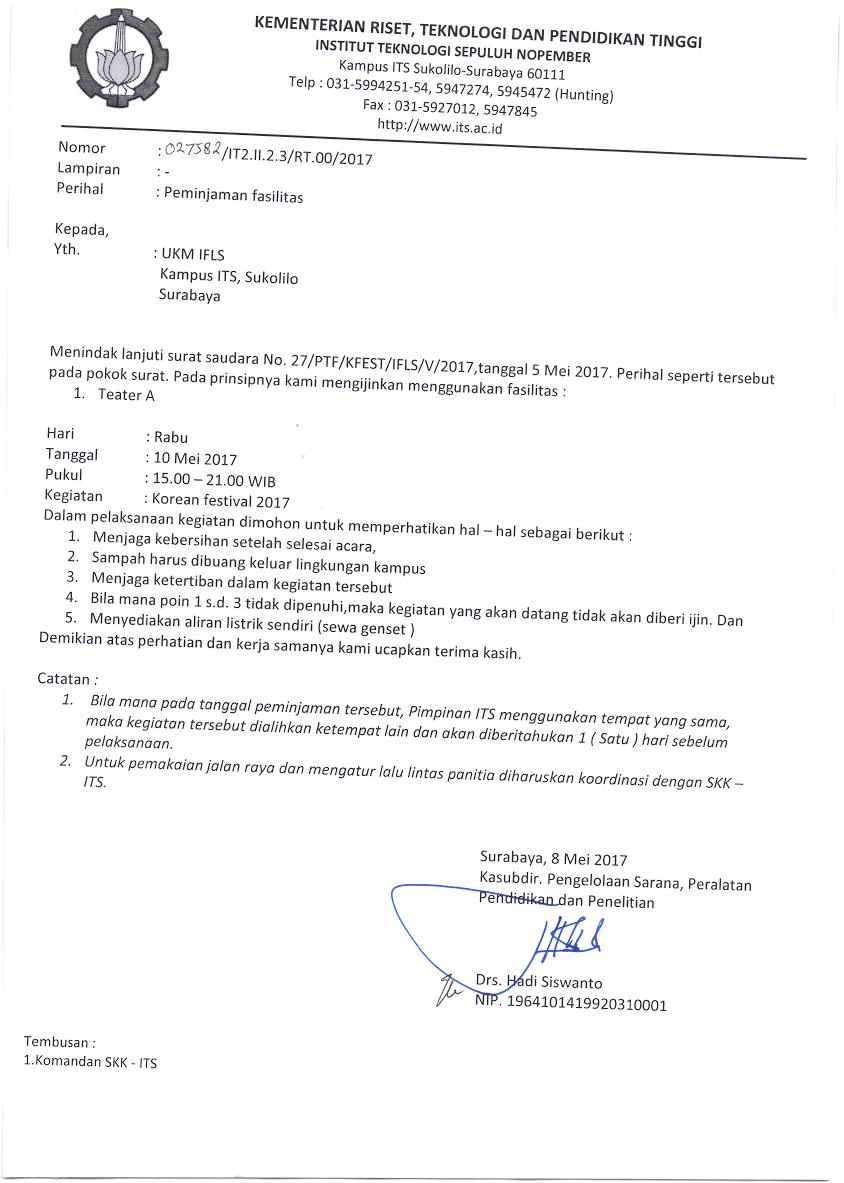 KEMENTERIAN RISET, TEKNOLOGI DAN PENDIDIKAN TINGGI
INSTITUT TEKNOLOGI SEPULUH NOPEMBER
Kampus ITS Sukolilo-Surabaya 60111
Telp : 031-5994251-54, 5947274, 5945472 (Hunting)
Fax : 031-5927012, 5947845
http://www.its.ac.id
Nomor : 027582/IT2.II.2.3/RT.00/2017
Lampiran : -
Perihal : Peminjaman fasilitas
Kepada,
Yth. : UKM IFLS
Kampus ITS, Sukolilo
Surabaya
Menindak lanjuti surat saudara No. 27/PTF/KFEST/IFLS/V/2017,tanggal 5 Mei 2017. Perihal seperti tersebut
pada pokok surat. Pada prinsipnya kami mengijinkan menggunakan fasilitas :
1. Teater A
Hari : Rabu
Tanggal : 10 Mei 2017
Pukul : 15.00 – 21.00 WIB
Kegiatan : Korean festival 2017
Dalam pelaksanaan kegiatan dimohon untuk memperhatikan hal – hal sebagai berikut :
1. Menjaga kebersihan setelah selesai acara,
2. Sampah harus dibuang keluar lingkungan kampus
3. Menjaga ketertiban dalam kegiatan tersebut
4. Bila mana poin 1 s.d. 3 tidak dipenuhi,maka kegiatan yang akan datang tidak akan diberi ijin. Dan
5. Menyediakan aliran listrik sendiri (sewa genset )
Demikian atas perhatian dan kerja samanya kami ucapkan terima kasih.
Catatan :
1. Bila mana pada tanggal peminjaman tersebut, Pimpinan ITS menggunakan tempat yang sama,
maka kegiatan tersebut dialihkan ketempat lain dan akan diberitahukan 1 ( Satu ) hari sebelum
pelaksanaan.
2. Untuk pemakaian jalan raya dan mengatur lalu lintas panitia diharuskan koordinasi dengan SKK –
ITS.
Surabaya, 8 Mei 2017
Kasubdir. Pengelolaan Sarana, Peralatan
Pendidikan dan Penelitian
Drs. Hadi Siswanto
NIP. 1964101419920310001
Tembusan :
1.Komandan SKK - ITS